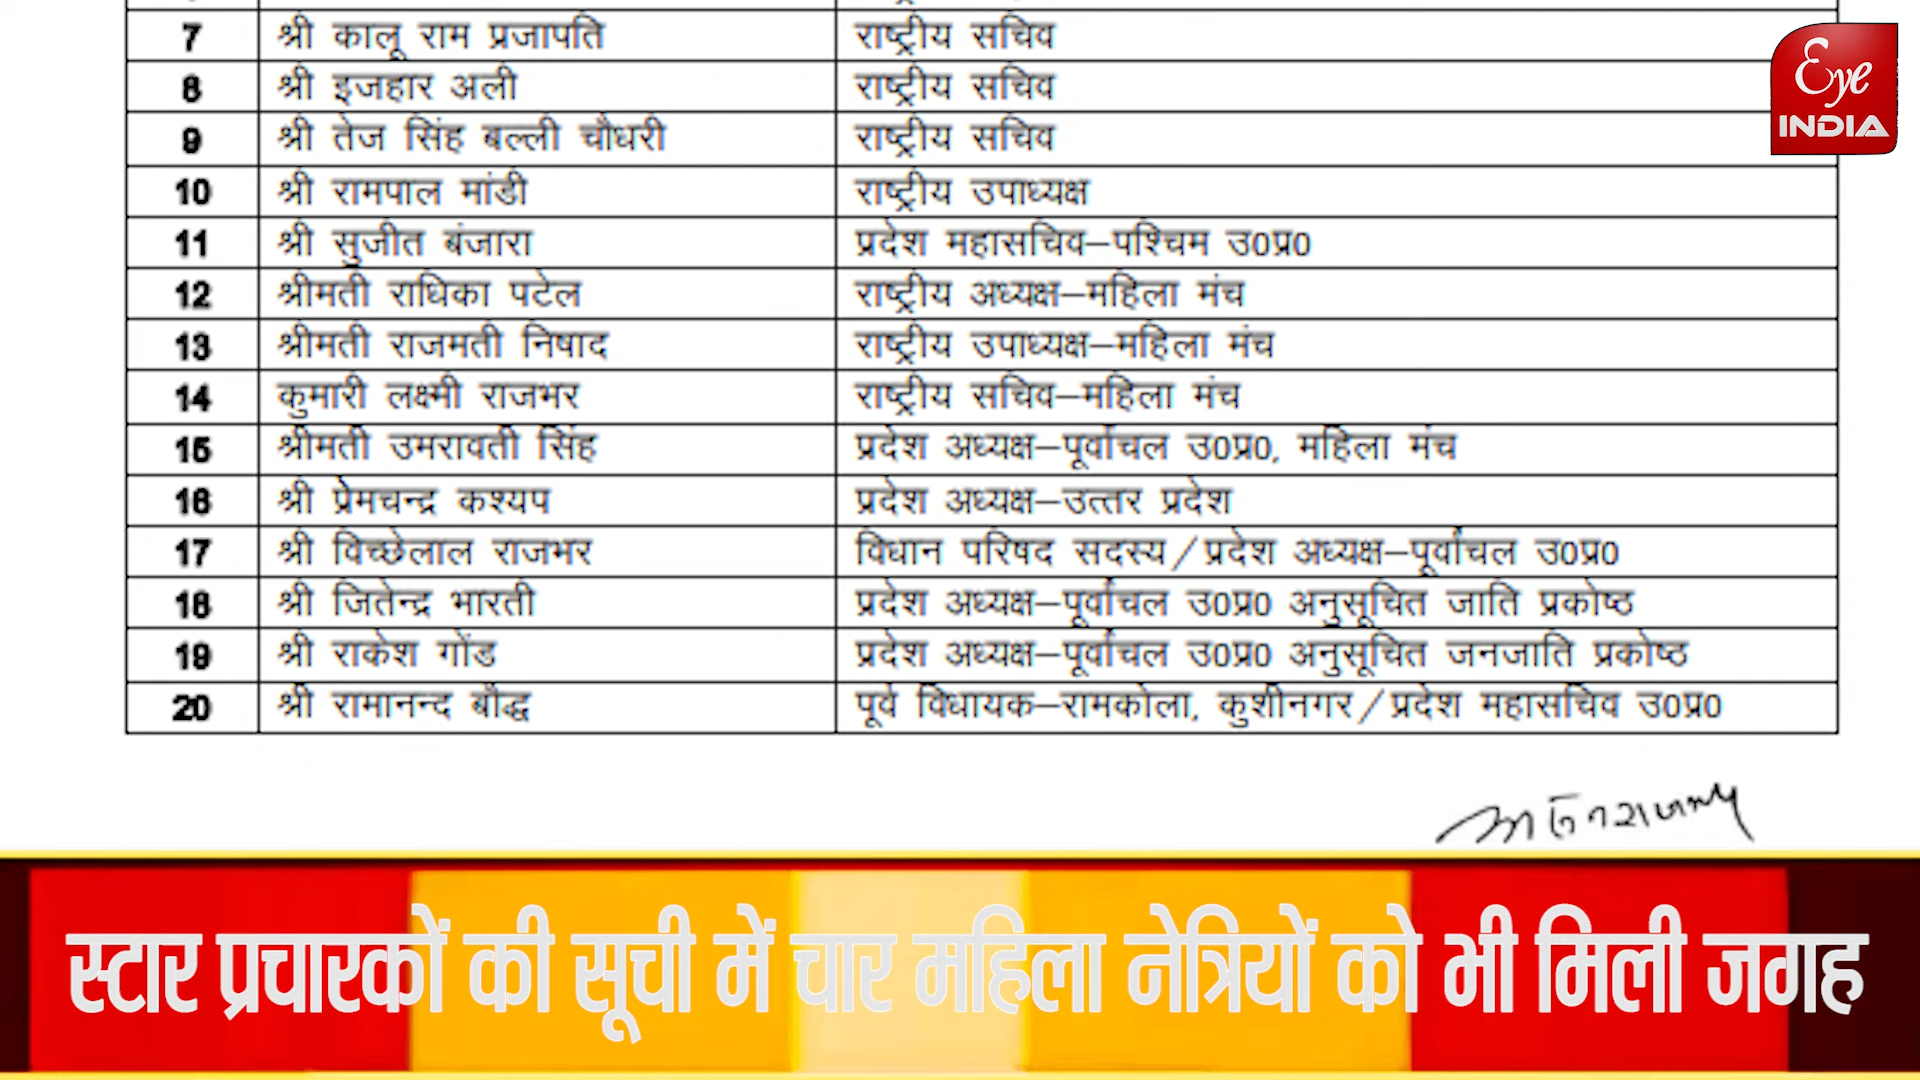 7 श्री कालू राम प्रजापति राष्ट्रीय सचिव
8 श्री इजहार अली राष्ट्रीय सचिव
9 श्री तेज सिंह बल्ली चौधरी राष्ट्रीय सचिव
10 श्री रामपाल मांडी राष्ट्रीय उपाध्यक्ष
11 श्री सुजीत बंजारा प्रदेश महासचिव–पश्चिम उ0प्र0
12 श्रीमती राधिका पटेल राष्ट्रीय अध्यक्ष–महिला मंच
13 श्रीमती राजमती निषाद राष्ट्रीय उपाध्यक्ष–महिला मंच
14 कुमारी लक्ष्मी राजभर राष्ट्रीय सचिव–महिला मंच
15 श्रीमती उमरावती सिंह प्रदेश अध्यक्ष–पूर्वांचल उ0प्र0, महिला मंच
16 श्री प्रेमचन्द्र कश्यप प्रदेश अध्यक्ष–उत्तर प्रदेश
17 श्री विच्छेलाल राजभर विधान परिषद सदस्य/प्रदेश अध्यक्ष–पूर्वांचल उ0प्र0
18 श्री जितेन्द्र भारती प्रदेश अध्यक्ष–पूर्वांचल उ0प्र0 अनुसूचित जाति प्रकोष्ठ
19 श्री राकेश गोंड प्रदेश अध्यक्ष–पूर्वांचल उ0प्र0 अनुसूचित जनजाति प्रकोष्ठ
20 श्री रामानन्द बौद्ध पूर्व विधायक–रामकोला, कुशीनगर/प्रदेश महासचिव उ0प्र0
Eye
INDIA
स्टार प्रचारकों की सूची में चार महिला नेत्रियों को भी मिली जगह